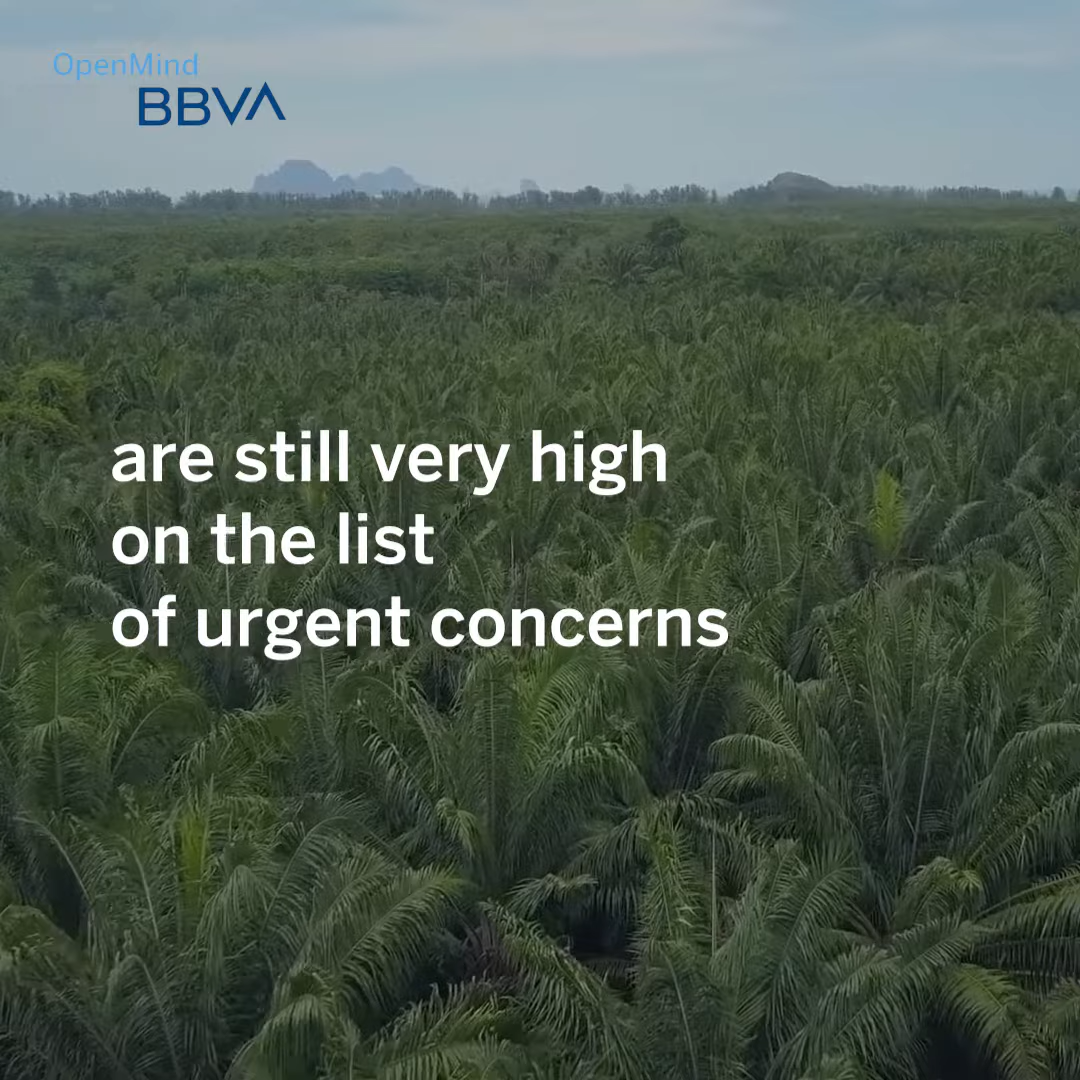 OpenMind
BBVA
are still very high
on the list
of urgent concerns